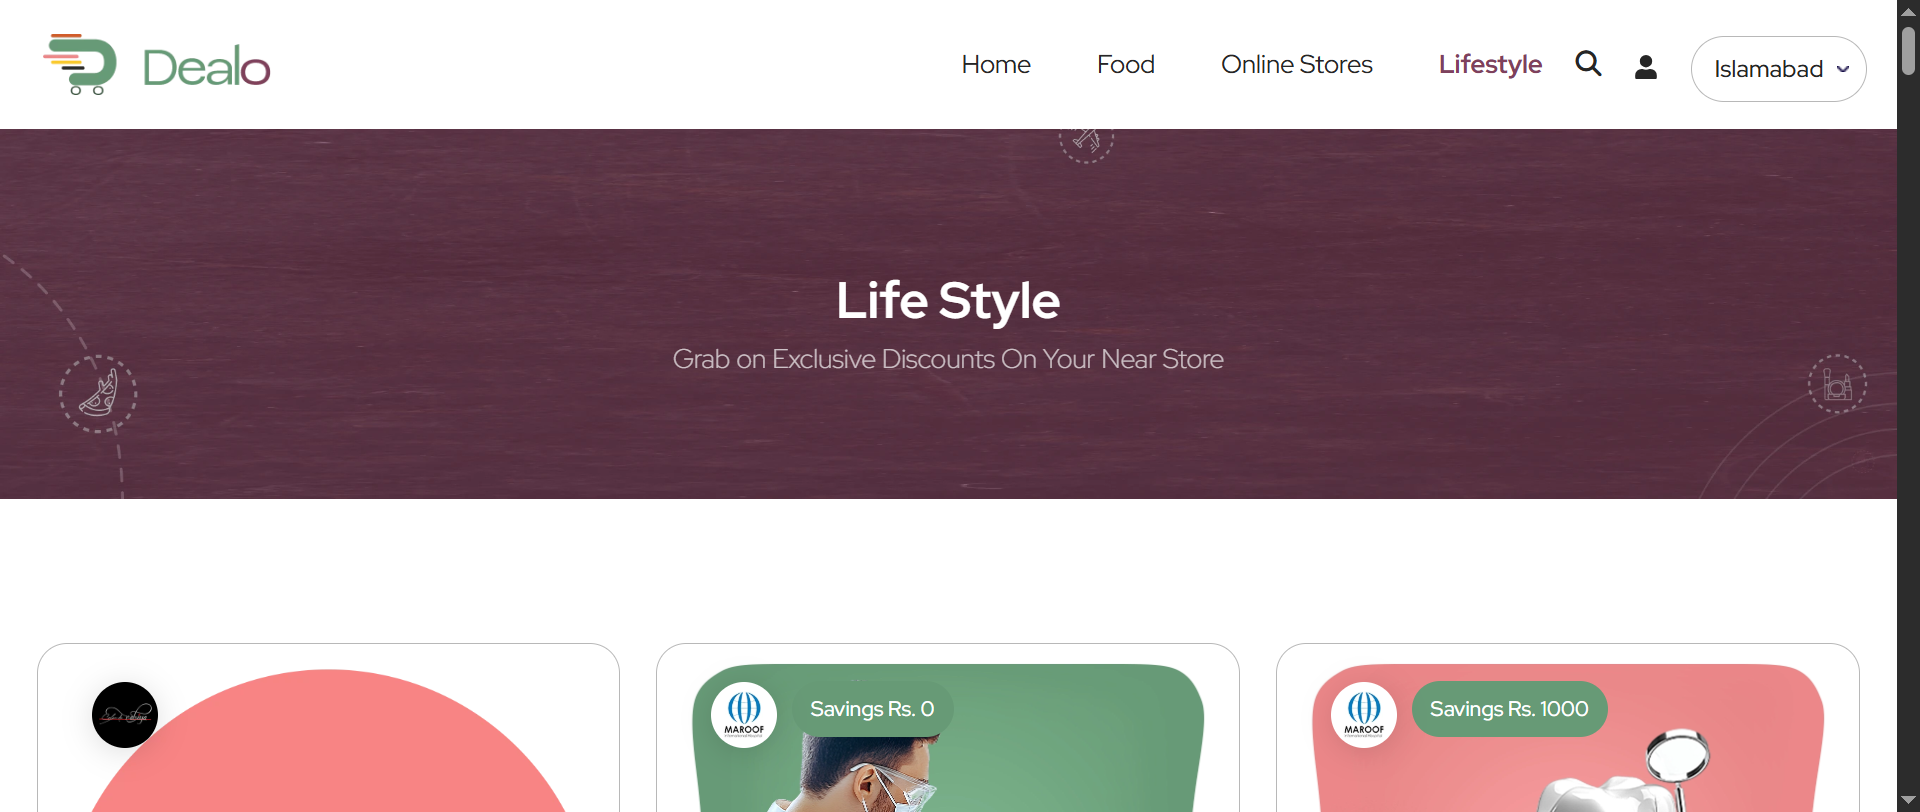 Dealo
Home
Food
Online Stores
Lifestyle
Islamabad
Life Style
Grab on Exclusive Discounts On Your Near Store
MAROOF
Savings Rs. 0
MAROOF
Savings Rs. 1000